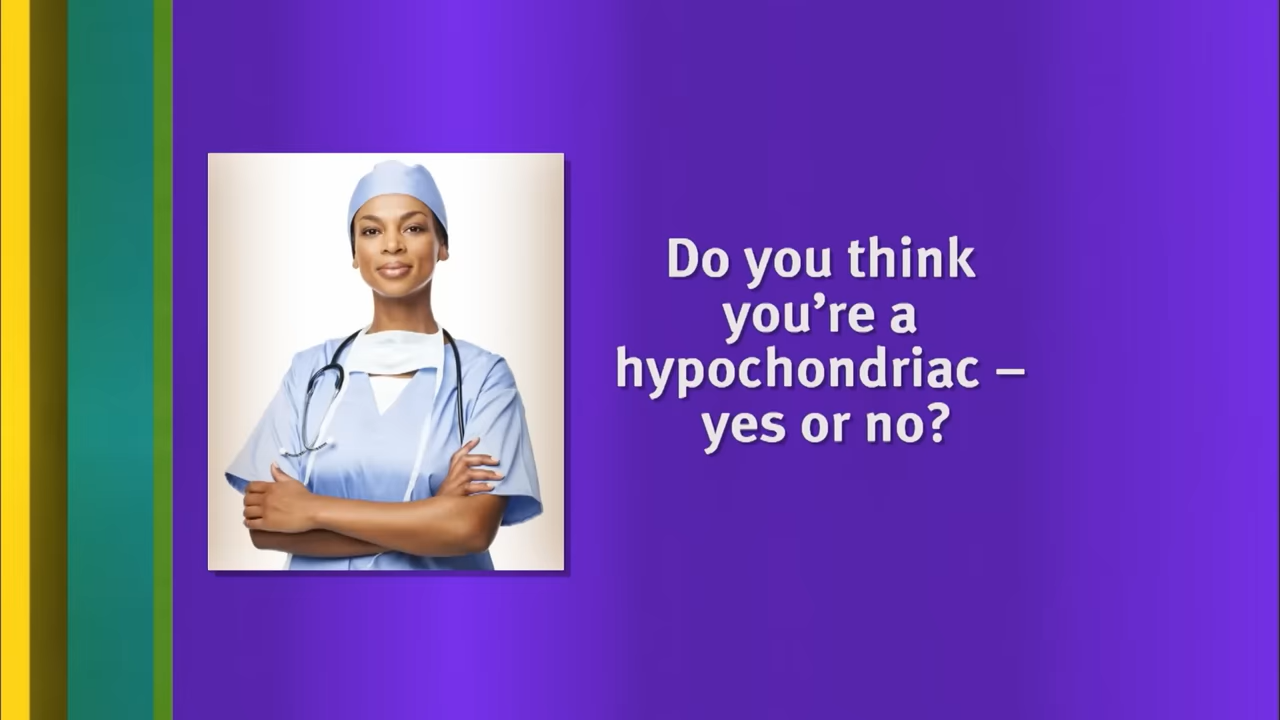 Do you think
you’re a
hypochondriac –
yes or no?